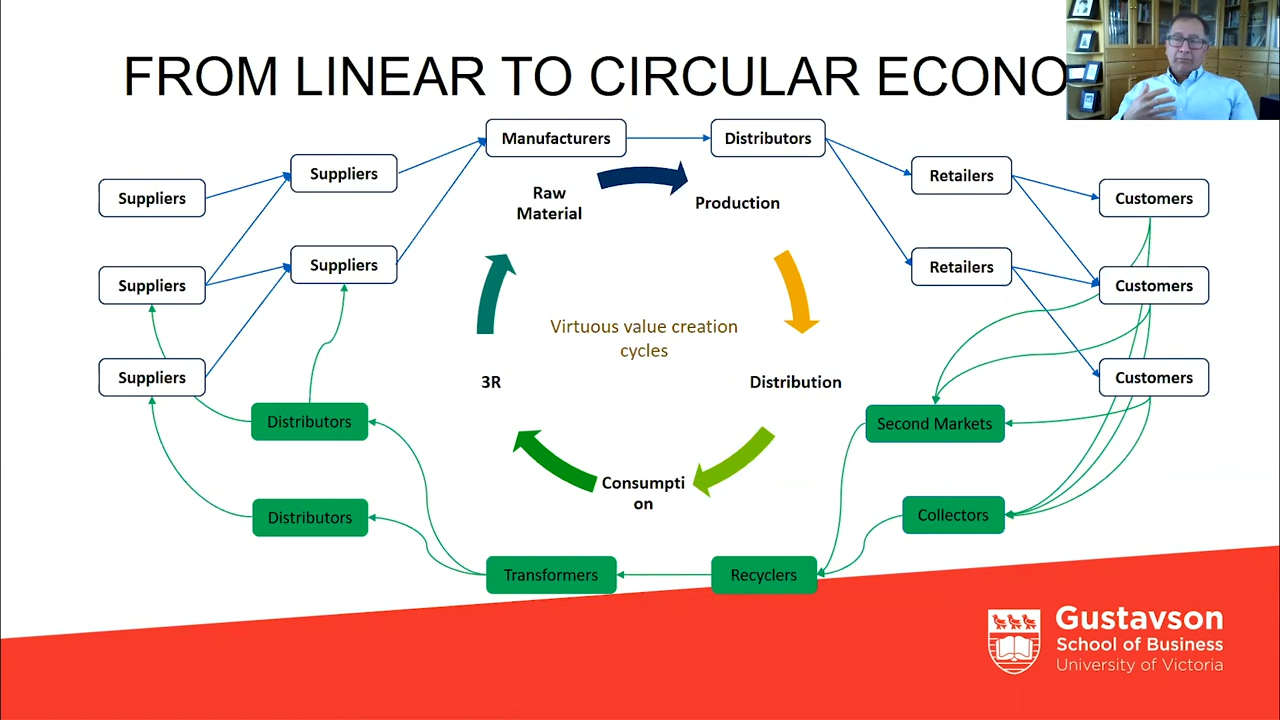 FROM LINEAR TO CIRCULAR ECONO
Manufacturers
Distributors
Suppliers
Retailers
Suppliers
Customers
Raw
Material
Production
Suppliers
Retailers
Suppliers
Customers
Virtuous value creation
cycles
Suppliers
3R
Distribution
Customers
Distributors
Second Markets
Consumpti
on
Distributors
Collectors
Transformers
Recyclers
Gustavson
School of Business
University of Victoria